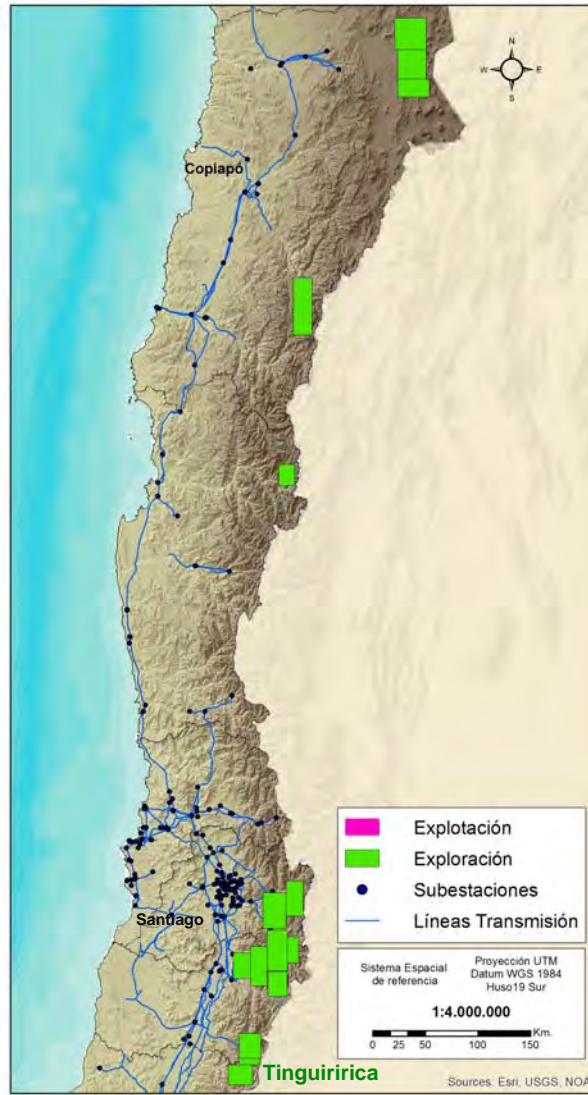 N
W E
S
Copiapó
Explotación
Exploración
Subestaciones
Líneas Transmisión
Santiago
Sistema Espacial
de referencia
Proyección UTM
Datum WGS 1984
Huso19 Sur
1:4.000.000
Km.
0 25 50 100 150
Tinguiririca
Sources: Esri, USGS, NOA